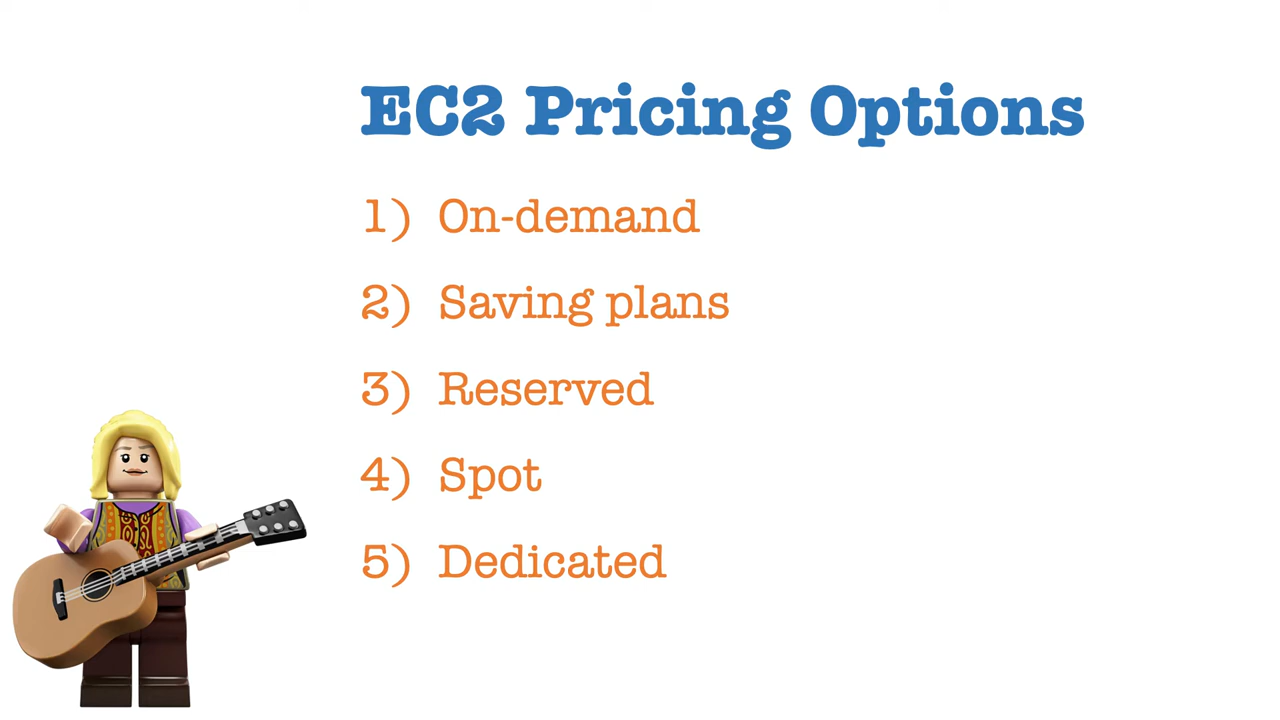 EC2 Pricing Options
1) On-demand
2) Saving plans
3) Reserved
4) Spot
5) Dedicated